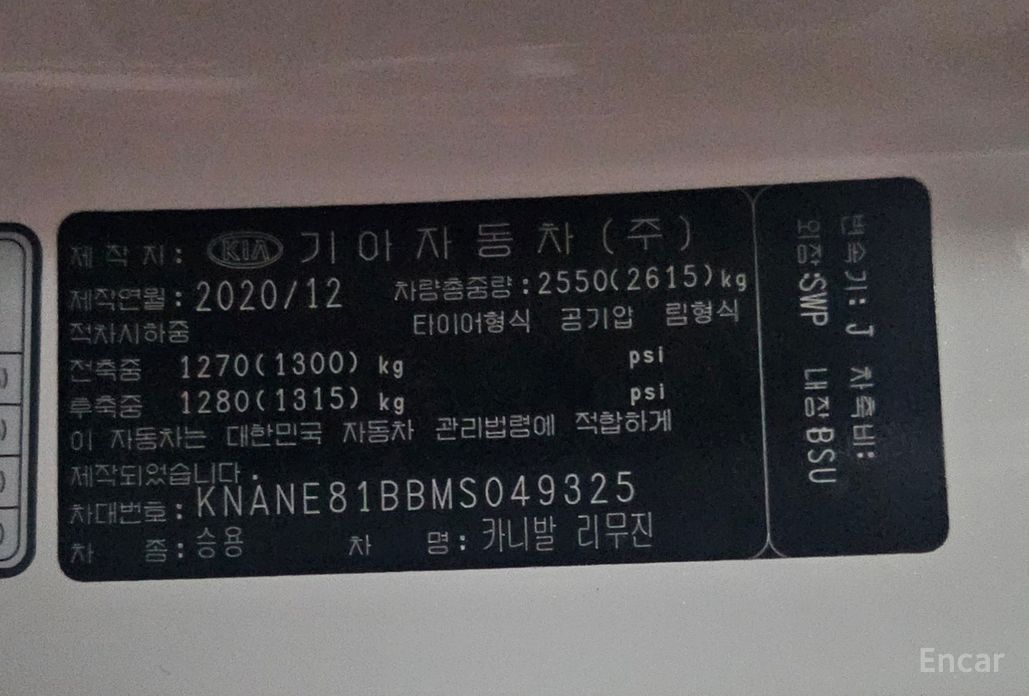 제 작 자: KIA 기 아 자 동 차 (주)
제작연월: 2020/12 차량총중량: 2550(2615)kg
적차시하중 타이어형식 공기압 림형식
전축중 1270(1300) kg psi
후축중 1280(1315) kg psi
이 자동차는 대한민국 자동차 관리법령에 적합하게
제작되었습니다.
차대번호: KNANE81BBMS049325
차 종: 승용 차 명: 카니발 리무진
변속기: J 차축비:
외장:SWP 내장BSU
Encar